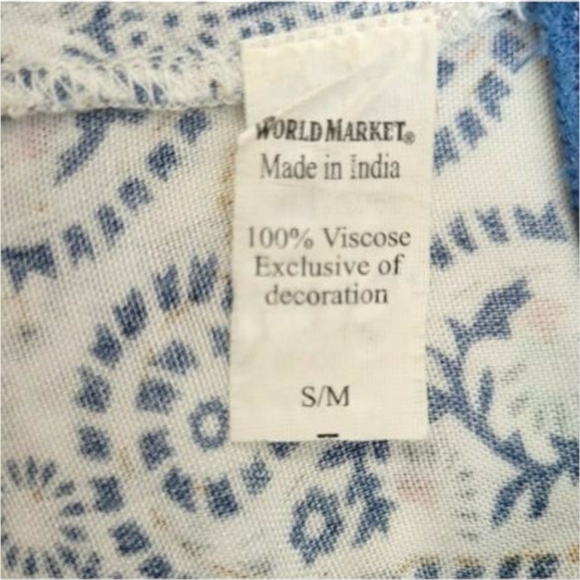 WORLD MARKET®
Made in India
100% Viscose
Exclusive of
decoration
S/M